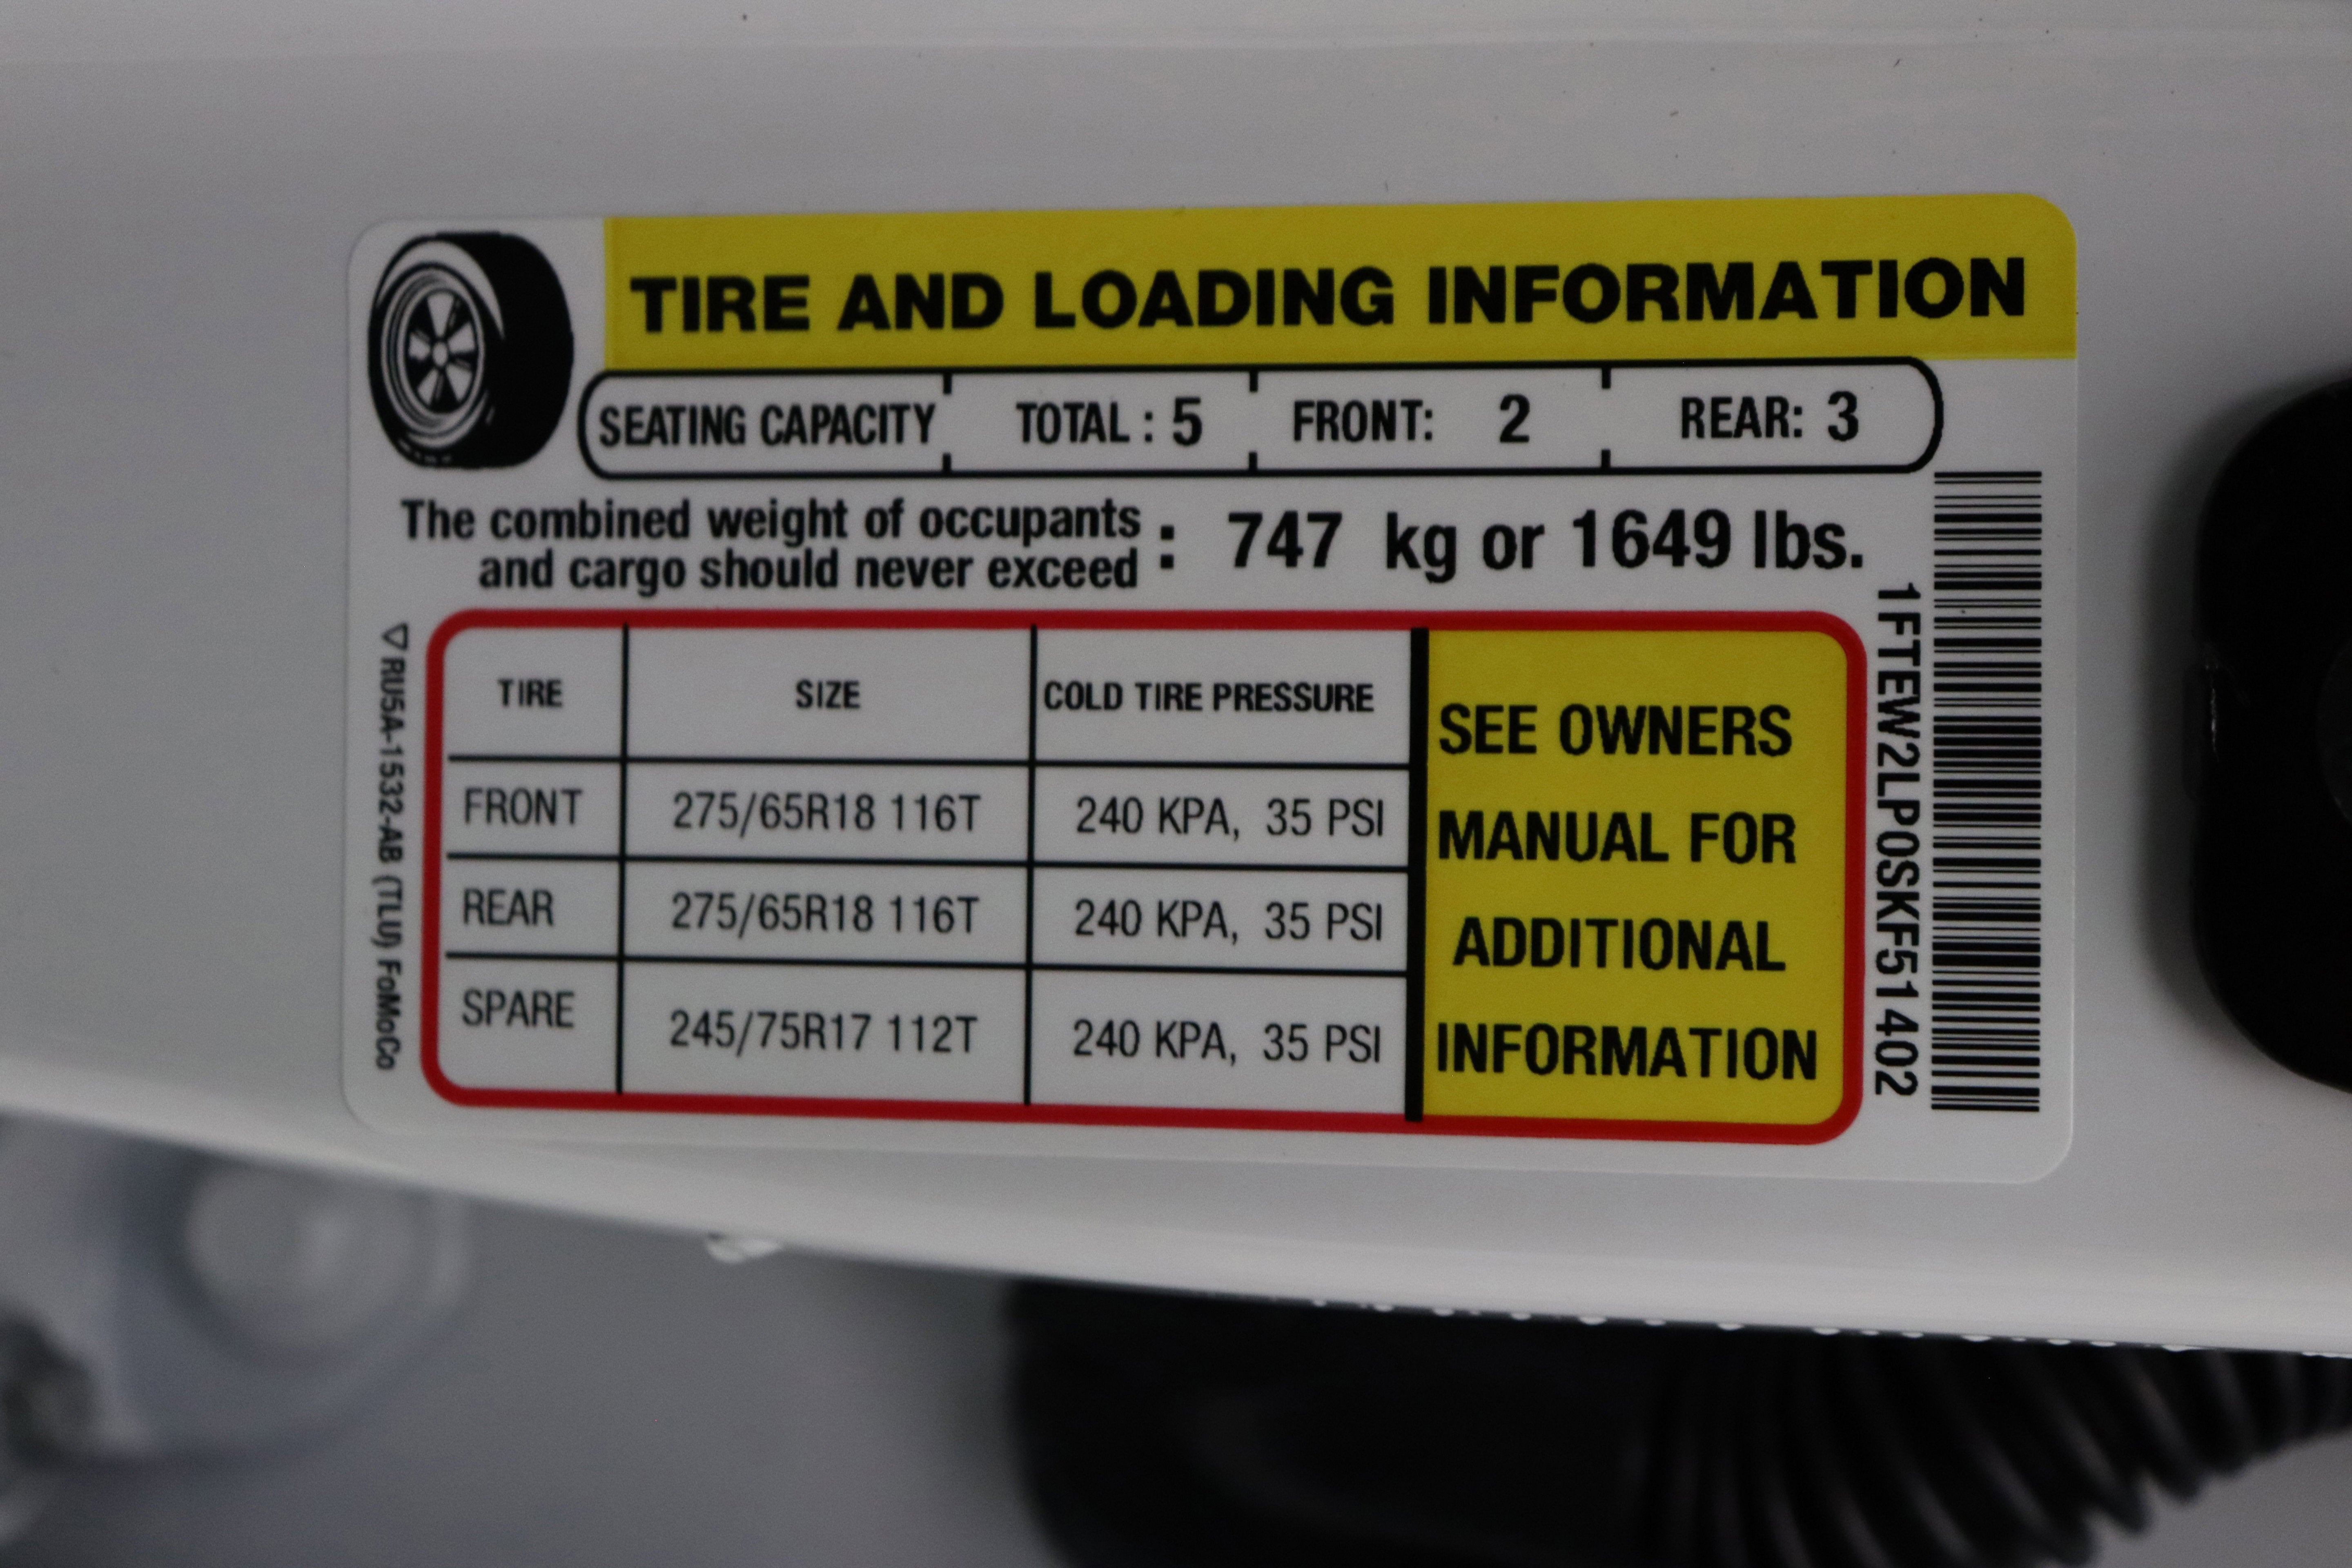 TIRE AND LOADING INFORMATION
SEATING CAPACITY TOTAL : 5 FRONT: 2 REAR: 3
The combined weight of occupants
and cargo should never exceed : 747 kg or 1649 lbs.
TIRE SIZE COLD TIRE PRESSURE
FRONT 275/65R18 116T 240 KPA, 35 PSI
REAR 275/65R18 116T 240 KPA, 35 PSI
SPARE 245/75R17 112T 240 KPA, 35 PSI
SEE OWNERS
MANUAL FOR
ADDITIONAL
INFORMATION
1FTEW2LP0SKF51402
RU5A-1532-AB (TLU) FoMoCo